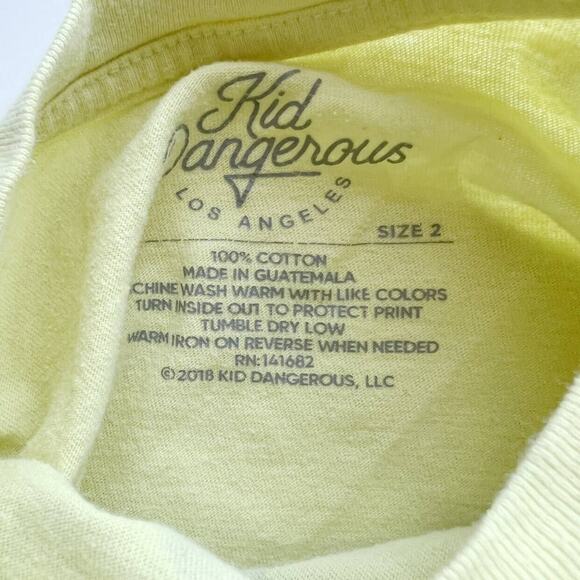 Kid
Dangerous
LOS ANGELES
SIZE 2
100% COTTON
MADE IN GUATEMALA
CHINE WASH WARM WITH LIKE COLORS
TURN INSIDE OUT TO PROTECT PRINT
TUMBLE DRY LOW
WARM IRON ON REVERSE WHEN NEEDED
RN:141682
©2018 KID DANGEROUS, LLC